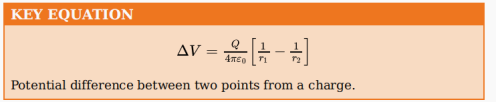 KEY EQUATION
ΔV = Q/4πε₀ [1/r₁ − 1/r₂]
Potential difference between two points from a charge.